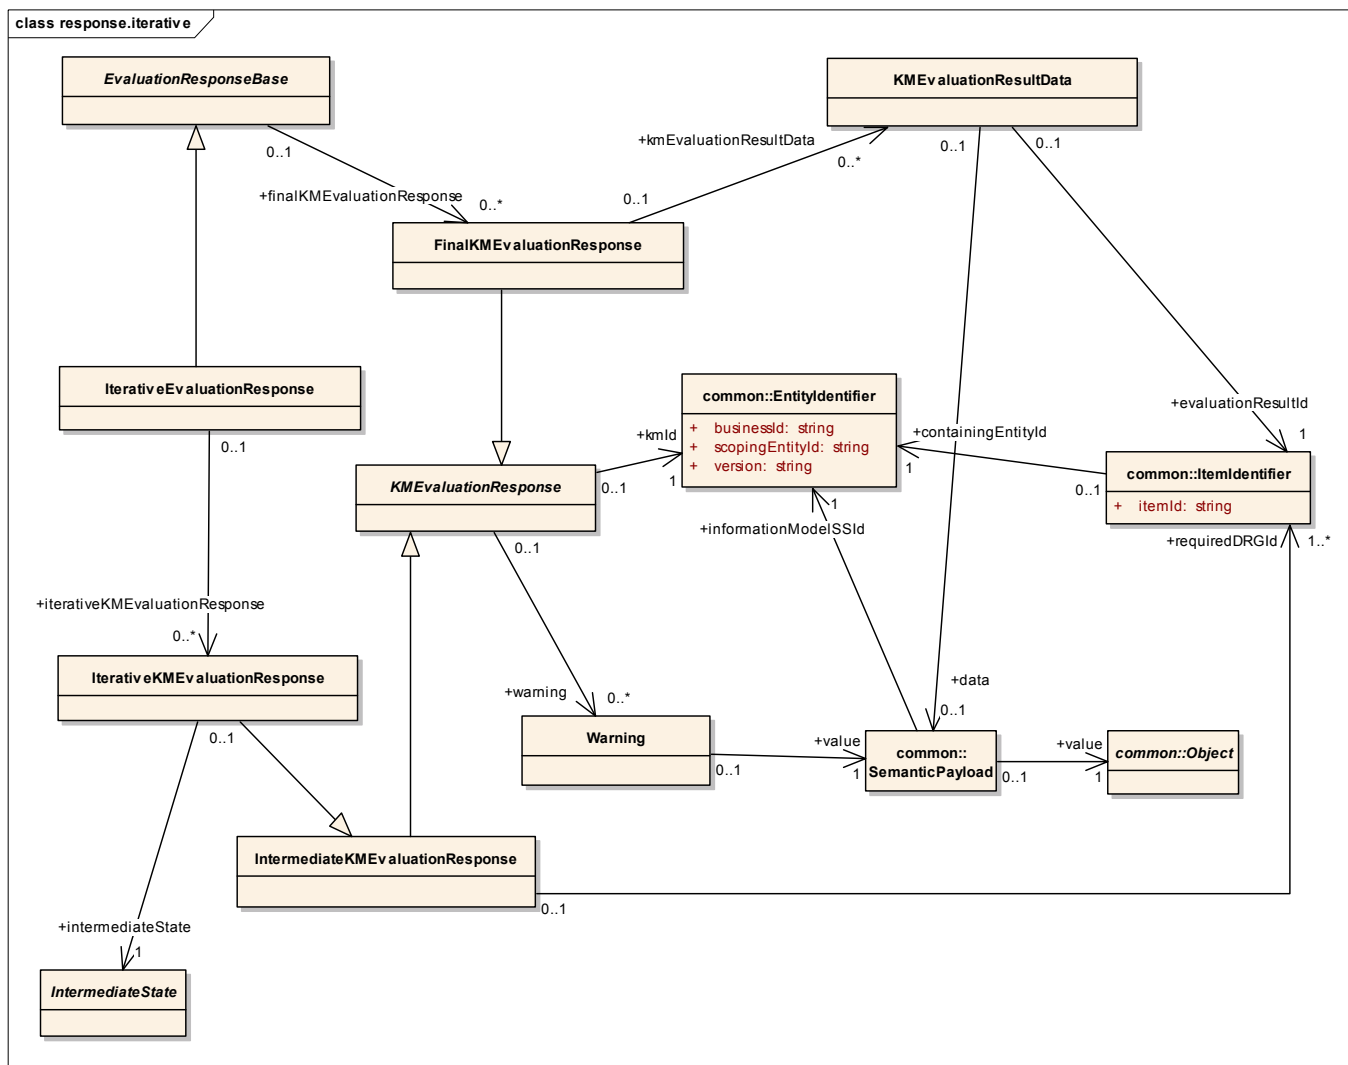 class response.iterative
EvaluationResponseBase
KMEvaluationResultData
0..1
+finalKMEvaluationResponse
0..*
+kmEvaluationResultData
0..1
0..*
0..1
0..1
FinalKMEvaluationResponse
IterativeEvaluationResponse
0..1
common::EntityIdentifier
+ businessId: string
+ scopingEntityId: string
+ version: string
+evaluationResultId
1
+kmId
1
0..1
+containingEntityId
1
0..1
common::ItemIdentifier
+ itemId: string
KMEvaluationResponse
0..1
+informationModelSSId
1
+requiredDRGId
1..*
+iterativeKMEvaluationResponse
0..*
IterativeKMEvaluationResponse
0..1
+warning
0..*
+data
0..1
Warning
0..1
+value
1
common::
SemanticPayload
0..1
+value
1
common::Object
IntermediateKMEvaluationResponse
0..1
+intermediateState
1
IntermediateState